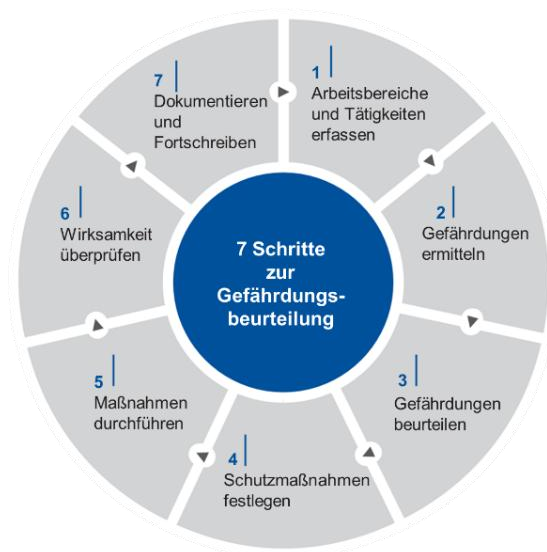 7 Schritte
zur
Gefährdungs-
beurteilung
1
Arbeitsbereiche
und Tätigkeiten
erfassen
2
Gefährdungen
ermitteln
3
Gefährdungen
beurteilen
4
Schutzmaßnahmen
festlegen
5
Maßnahmen
durchführen
6
Wirksamkeit
überprüfen
7
Dokumentieren
und
Fortschreiben